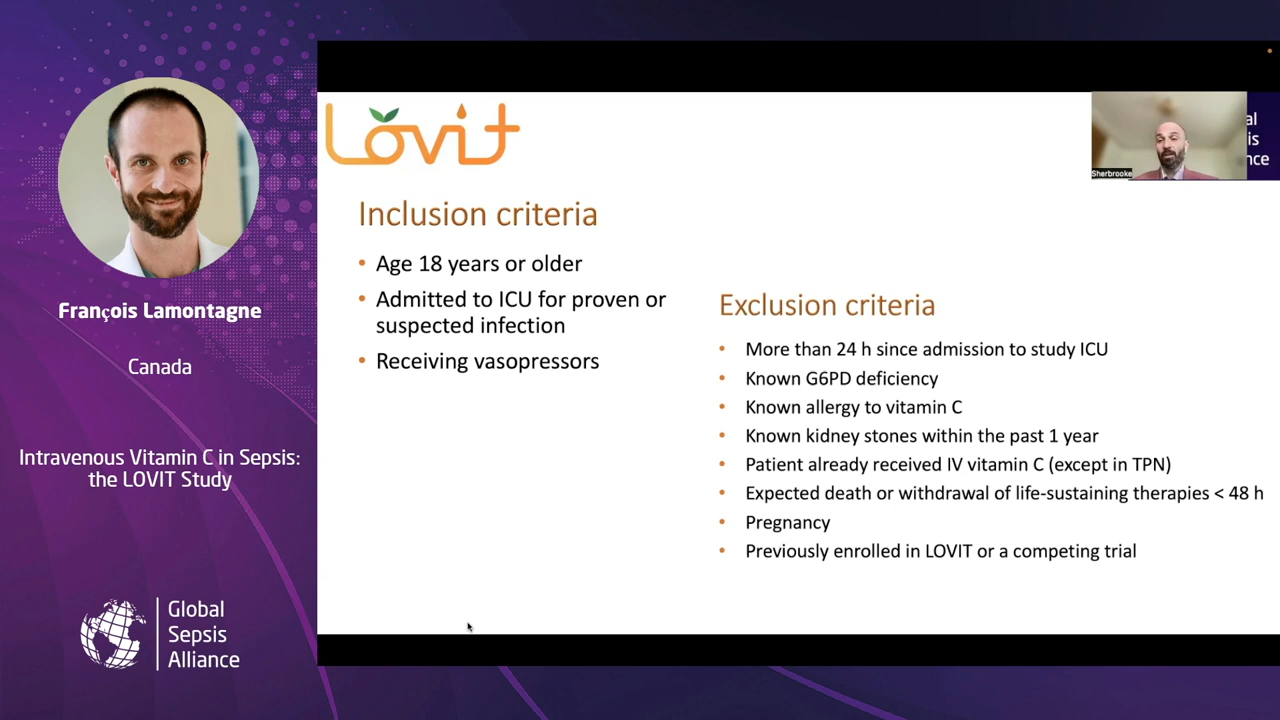 François Lamontagne
Canada
Intravenous Vitamin C in Sepsis:
the LOVIT Study
Global
Sepsis
Alliance
Lovit
Inclusion criteria
• Age 18 years or older
• Admitted to ICU for proven or
suspected infection
• Receiving vasopressors
Exclusion criteria
• More than 24 h since admission to study ICU
• Known G6PD deficiency
• Known allergy to vitamin C
• Known kidney stones within the past 1 year
• Patient already received IV vitamin C (except in TPN)
• Expected death or withdrawal of life-sustaining therapies < 48 h
• Pregnancy
• Previously enrolled in LOVIT or a competing trial
Sherbrooke
al
is
nce